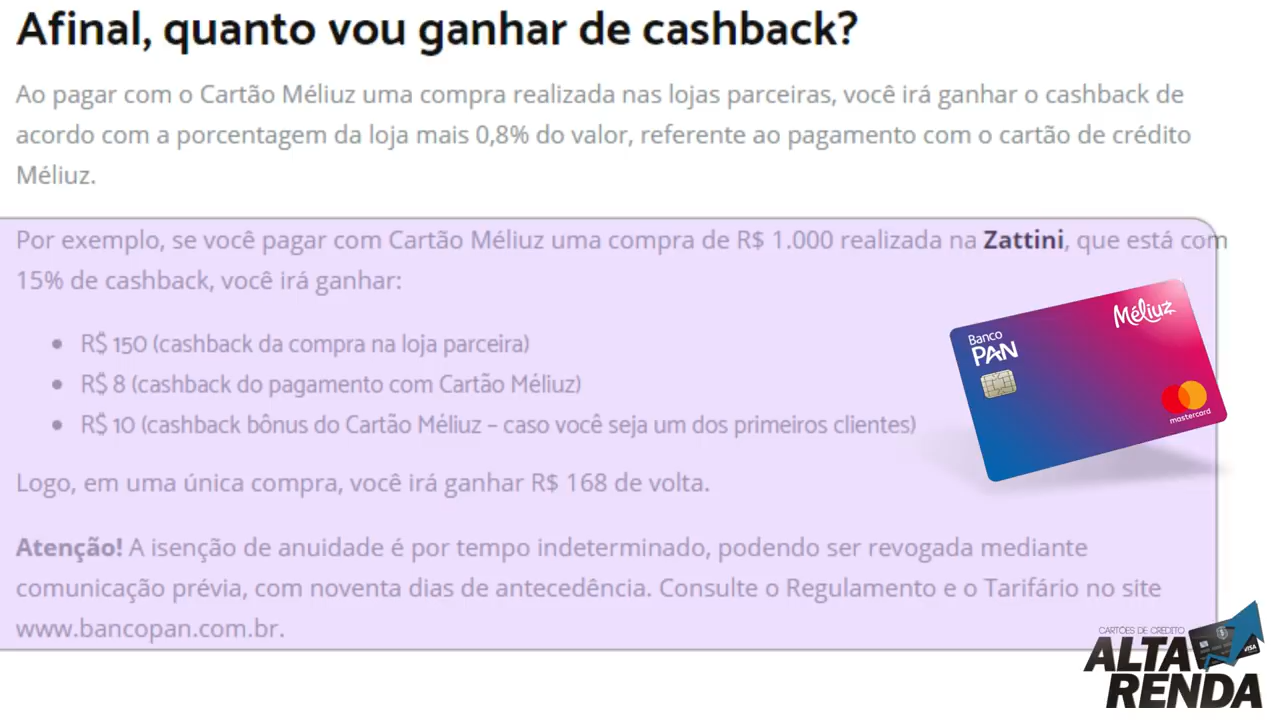 Afinal, quanto vou ganhar de cashback?
Ao pagar com o Cartão Méliuz uma compra realizada nas lojas parceiras, você irá ganhar o cashback de
acordo com a porcentagem da loja mais 0,8% do valor, referente ao pagamento com o cartão de crédito
Méliuz.
Por exemplo, se você pagar com Cartão Méliuz uma compra de R$ 1.000 realizada na Zattini, que está com
15% de cashback, você irá ganhar:
• R$ 150 (cashback da compra na loja parceira)
• R$ 8 (cashback do pagamento com Cartão Méliuz)
• R$ 10 (cashback bônus do Cartão Méliuz – caso você seja um dos primeiros clientes)
Banco
PAN
Méliuz
mastercard
Logo, em uma única compra, você irá ganhar R$ 168 de volta.
Atenção! A isenção de anuidade é por tempo indeterminado, podendo ser revogada mediante
comunicação prévia, com noventa dias de antecedência. Consulte o Regulamento e o Tarifário no site
www.bancopan.com.br.
CARTÕES DE CRÉDITO
ALTA
RENDA
VISA